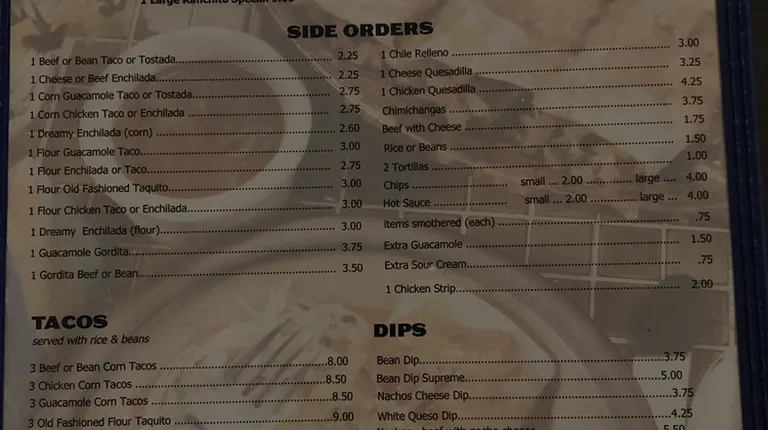 1 Large Ranchito Special 9.00
SIDE ORDERS
1 Beef or Bean Taco or Tostada 2.25
1 Cheese or Beef Enchilada 2.25
1 Corn Guacamole Taco or Tostada 2.75
1 Corn Chicken Taco or Enchilada 2.75
1 Dreamy Enchilada (corn) 2.60
1 Flour Guacamole Taco 3.00
1 Flour Enchilada or Taco 2.75
1 Flour Old Fashioned Taquito 3.00
1 Flour Chicken Taco or Enchilada 3.00
1 Dreamy Enchilada (flour) 3.00
1 Guacamole Gordita 3.75
1 Gordita Beef or Bean 3.50
1 Chile Relleno 3.00
1 Cheese Quesadilla 3.25
1 Chicken Quesadilla 4.25
Chimichangas 3.75
Beef with Cheese 1.75
Rice or Beans 1.50
2 Tortillas 1.00
Chips small ... 2.00 large .... 4.00
Hot Sauce small ... 2.00 large ... 4.00
items smothered (each) .75
Extra Guacamole 1.50
Extra Sour Cream .75
1 Chicken Strip 2.00
TACOS
served with rice & beans
3 Beef or Bean Corn Tacos 8.00
3 Chicken Corn Tacos 8.50
3 Guacamole Corn Tacos 8.50
3 Old Fashioned Flour Taquito 9.00
DIPS
Bean Dip 3.75
Bean Dip Supreme 5.00
Nachos Cheese Dip 3.75
White Queso Dip 4.25